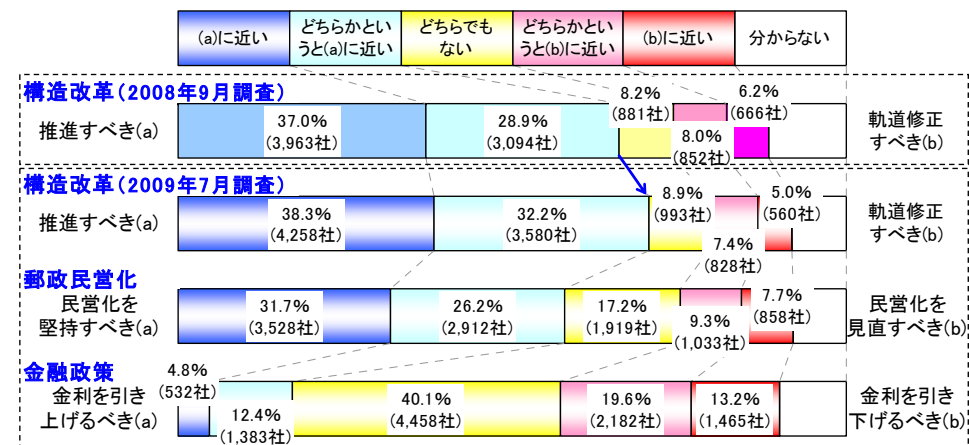 (a)に近い
どちらかとい
うと(a)に近い
どちらでも
ない
どちらかとい
うと(b)に近い
(b)に近い
分からない
構造改革(2008年9月調査)
推進すべき(a)
37.0%
(3,963社)
28.9%
(3,094社)
8.2%
(881社)
8.0%
(852社)
6.2%
(666社)
軌道修正
すべき(b)
構造改革(2009年7月調査)
推進すべき(a)
38.3%
(4,258社)
32.2%
(3,580社)
8.9%
(993社)
7.4%
(828社)
5.0%
(560社)
軌道修正
すべき(b)
郵政民営化
民営化を
堅持すべき(a)
31.7%
(3,528社)
26.2%
(2,912社)
17.2%
(1,919社)
9.3%
(1,033社)
7.7%
(858社)
民営化を
見直すべき(b)
金融政策
金利を引き
上げるべき(a)
4.8%
(532社)
12.4%
(1,383社)
40.1%
(4,458社)
19.6%
(2,182社)
13.2%
(1,465社)
金利を引き
下げるべき(b)